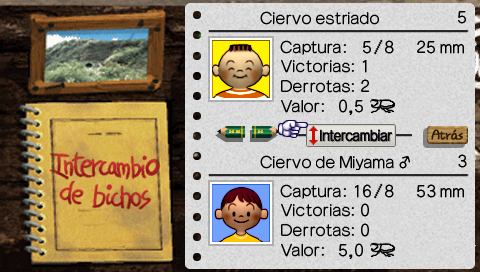 Intercambio
de bichos
Ciervo estriado 5
Captura: 5/8 25 mm
Victorias: 1
Derrotas: 2
Valor: 0,5
Intercambiar
Atrás
Ciervo de Miyama ♂ 3
Captura: 16/8 53 mm
Victorias: 0
Derrotas: 0
Valor: 5,0